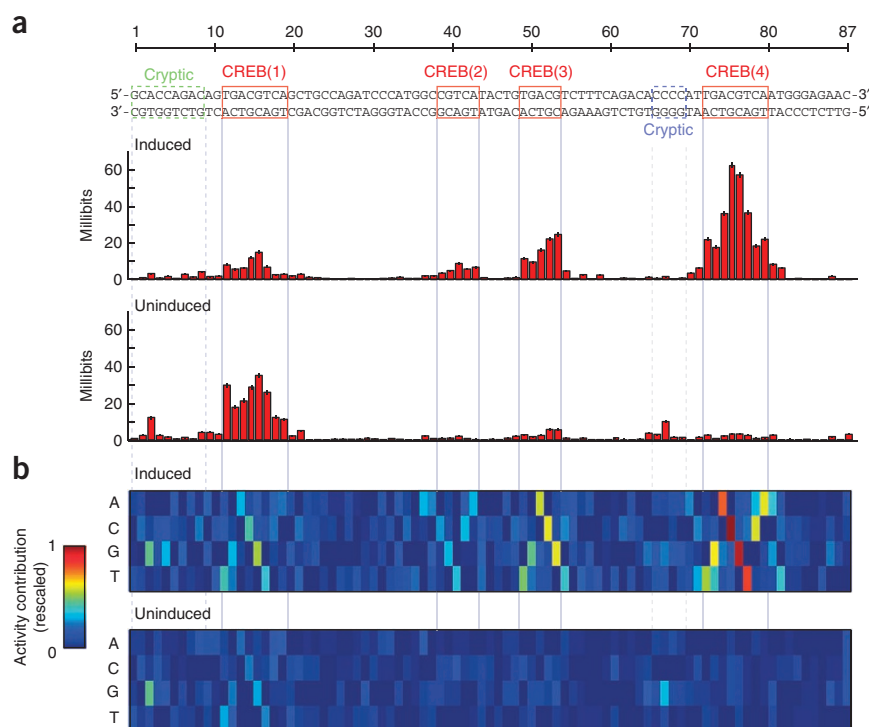 a
1 10 20 30 40 50 60 70 80 87
Cryptic CREB(1) CREB(2) CREB(3) CREB(4)
5′-GCACCAGACAGTGACGTCAGCTGCCAGATCCCATGGCCGTCATACTGTGACGTCTTTCAGACACCCCATTGACGTCAATGGGAGAAC-3′
3′-CGTGGTCTGTCACTGCAGTCGACGGTCTAGGGTACCGGCAGTATGACACTGCAGAAAGTCTGTGGGGTAACTGCAGTTACCCTCTTG-5′
Cryptic
Induced
Millibits
60
40
20
0
Uninduced
Millibits
60
40
20
0
b
Induced
A
C
G
T
Activity contribution
(rescaled)
1
0
Uninduced
A
C
G
T